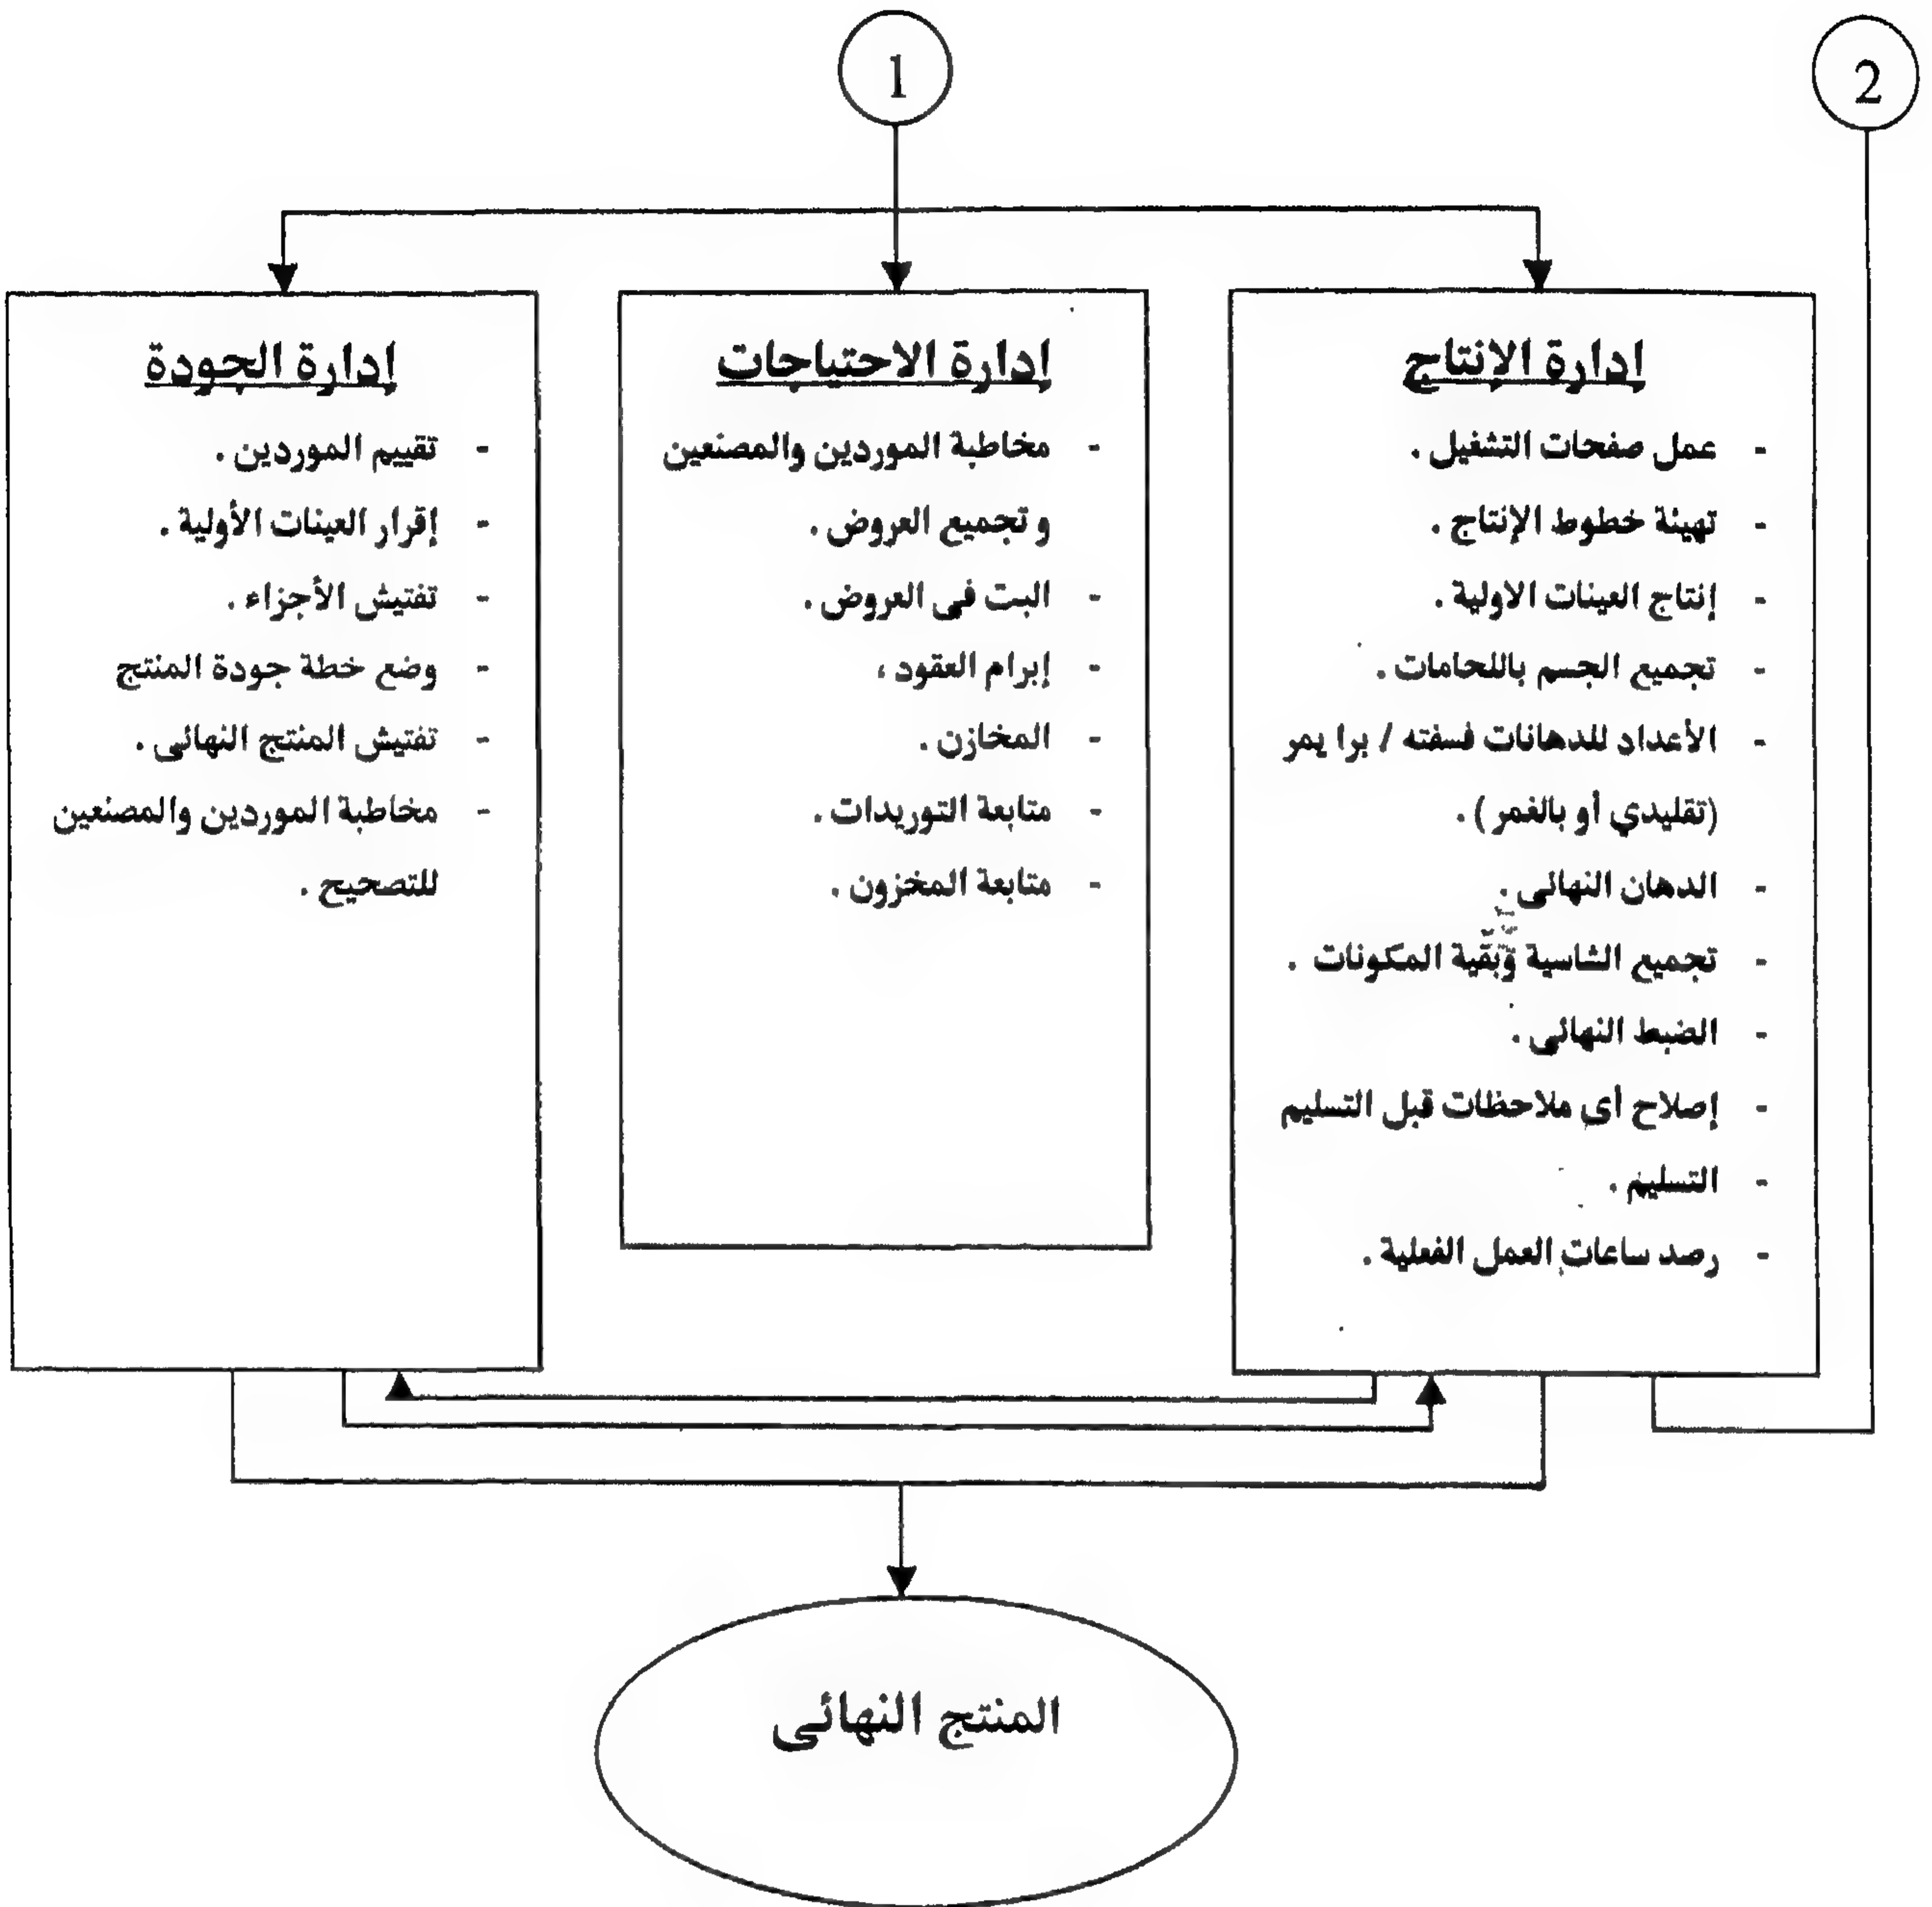 1
2
إدارة الإنتاج
- عمل صفحات التشغيل .
- تهيئة خطوط الإنتاج .
- إنتاج العينات الاولية .
- تجميع الجسم باللحامات .
- الأعداد للدهانات فسفته / برا يمر
(تقليدي أو بالغمر) .
- الدهان النهائى .
- تجميع الشاسية وبقية المكونات .
- الضبط النهائى .
- إصلاح أى ملاحظات قبل التسليم
- التسليم .
- رصد ساعات العمل الفعلية .
إدارة الاحتياجات
- مخاطبة الموردين والمصنعين
وتجميع العروض .
- البت فى العروض .
- إبرام العقود .
- المخازن .
- متابعة التوريدات .
- متابعة المخزون .
إدارة الجودة
- تقييم الموردين .
- إقرار العينات الأولية .
- تفتيش الأجزاء .
- وضع خطة جودة المنتج
- تفتيش المنتج النهائى .
- مخاطبة الموردين والمصنعين
للتصحيح .
المنتج النهائى